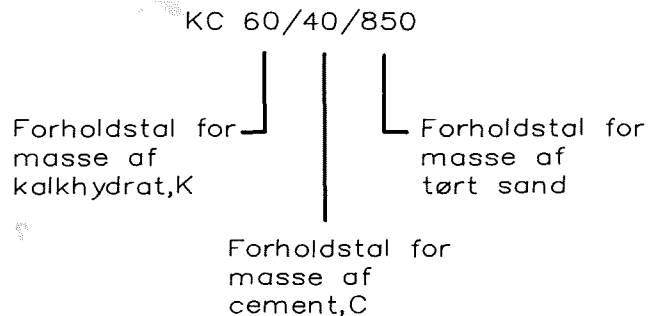 KC 60/40/850
Forholdstal for
masse af
kalkhydrat,K
Forholdstal for
masse af
tørt sand
Forholdstal for
masse af
cement,C